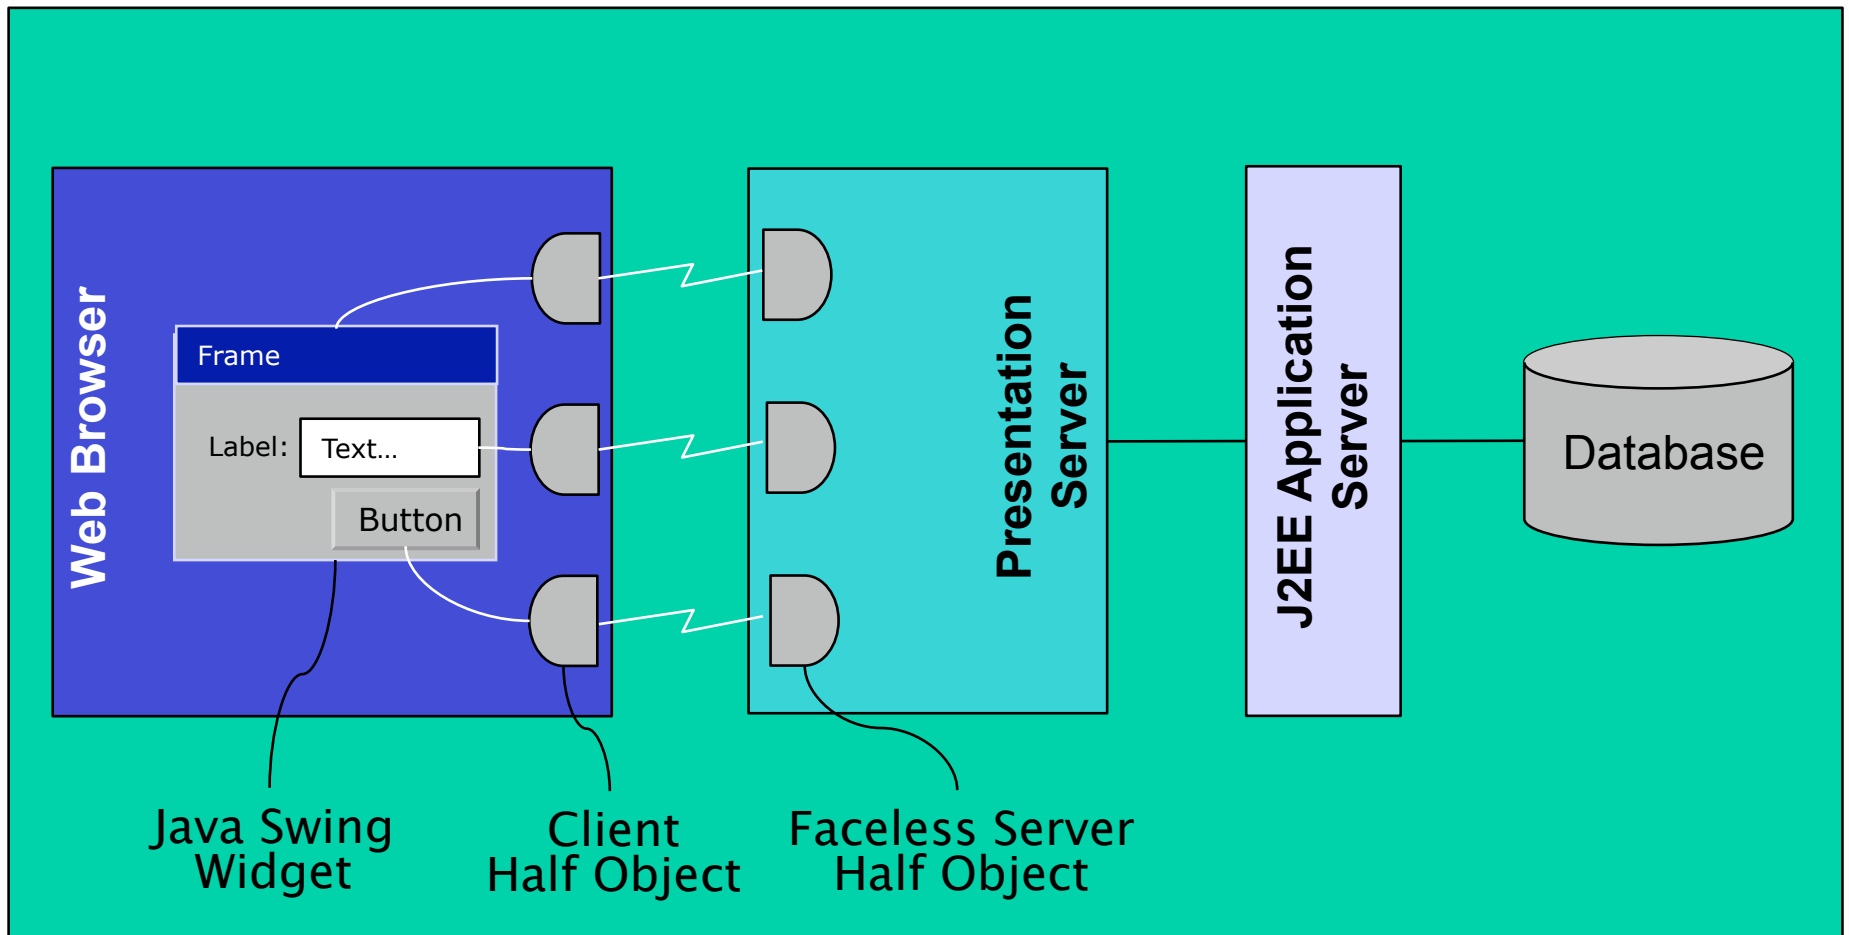 Web Browser
Frame
Label:
Text...
Button
Presentation
Server
J2EE Application
Server
Database
Java Swing
Widget
Client
Half Object
Faceless Server
Half Object